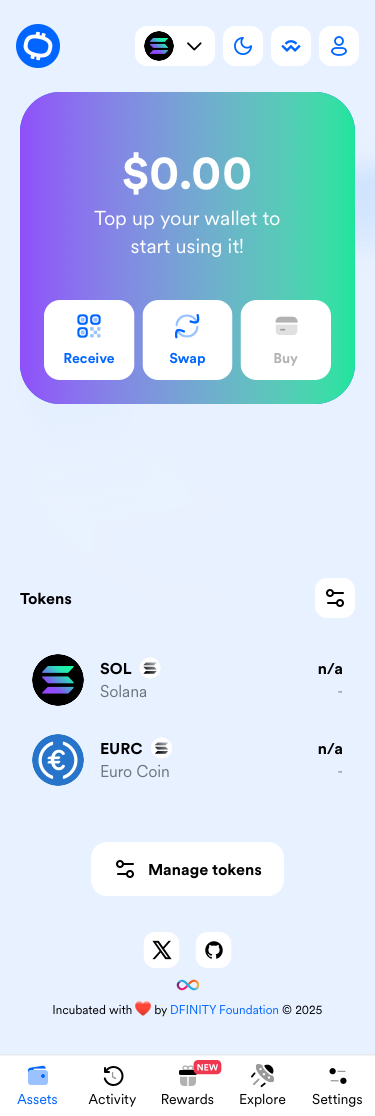 $0.00
Top up your wallet to
start using it!
Receive
Swap
Buy
Tokens
SOL
n/a
Solana
-
EURC
n/a
Euro Coin
-
Manage tokens
Incubated with ❤️ by DFINITY Foundation © 2025
NEW
Assets
Activity
Rewards
Explore
Settings